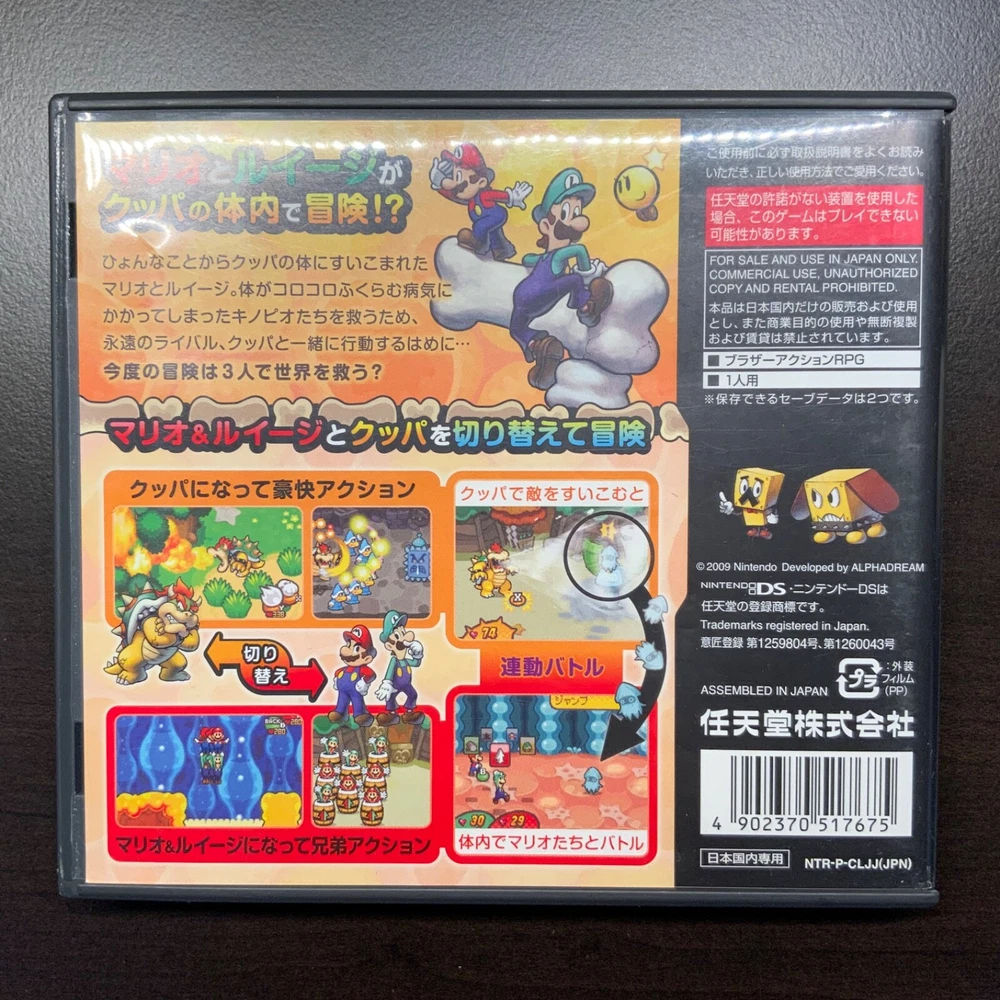 マリオとルイージが
クッパの体内で冒険!?
ひょんなことからクッパの体にすいこまれた
マリオとルイージ。体がコロコロふくらむ病気に
かかってしまったキノピオたちを救うため、
永遠のライバル、クッパと一緒に行動するはめに…
今度の冒険は3人で世界を救う?
マリオ&ルイージとクッパを切り替えて冒険
クッパになって豪快アクション
切り
替え
マリオ&ルイージになって兄弟アクション
クッパで敵をすいこむと
74
連動バトル
ジャンプ
30
29
体内でマリオたちとバトル
ご使用前に必ず取扱説明書をよくお読み
いただき、正しい使用方法でご愛用ください。
任天堂の許諾がない装置を使用した
場合、このゲームはプレイできない
可能性があります。
FOR SALE AND USE IN JAPAN ONLY.
COMMERCIAL USE, UNAUTHORIZED
COPY AND RENTAL PROHIBITED.
本品は日本国内だけの販売および使用
とし、また商業目的の使用や無断複製
および賃貸は禁止されています。
■ ブラザーアクションRPG
■ 1人用
※保存できるセーブデータは2つです。
© 2009 Nintendo Developed by ALPHADREAM
NINTENDO DS・ニンテンドーDSは
任天堂の登録商標です。
Trademarks registered in Japan.
意匠登録 第1259804号、第1260043号
プラ
:外装
フィルム
(PP)
ASSEMBLED IN JAPAN
任天堂株式会社
4 902370 517675
日本国内専用
NTR-P-CLJJ(JPN)